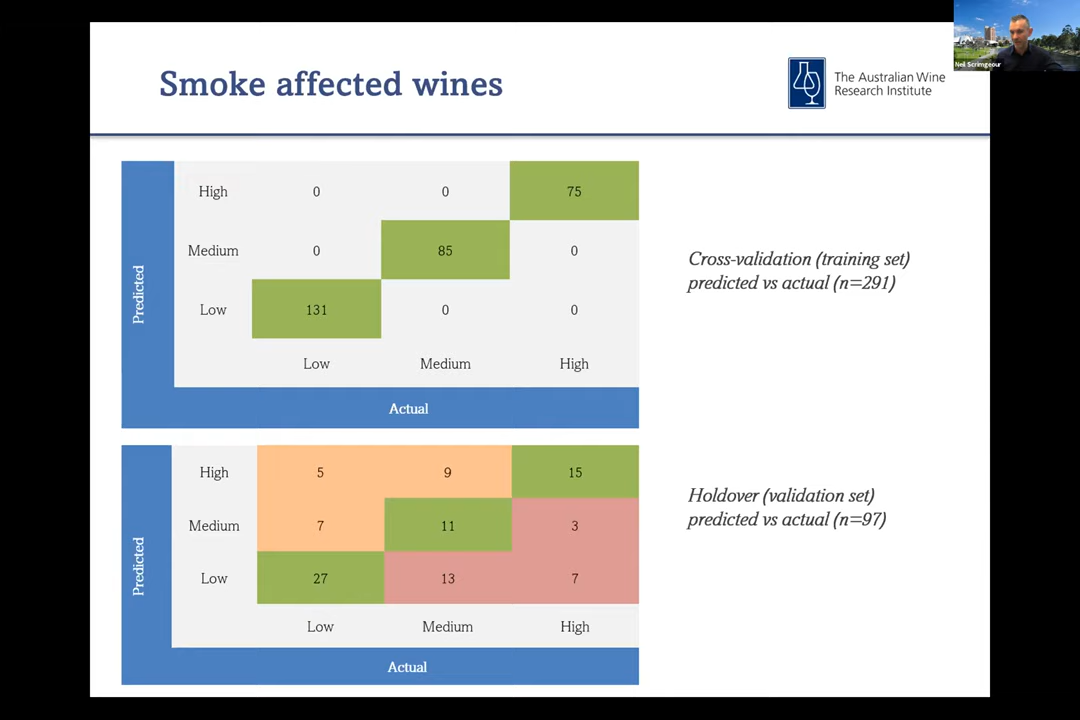 Smoke affected wines
The Australian Wine
Research Institute
Neil Scrimgeour
Predicted
High 0 0 75
Medium 0 85 0
Low 131 0 0
Low Medium High
Actual
Cross-validation (training set)
predicted vs actual (n=291)
Predicted
High 5 9 15
Medium 7 11 3
Low 27 13 7
Low Medium High
Actual
Holdover (validation set)
predicted vs actual (n=97)